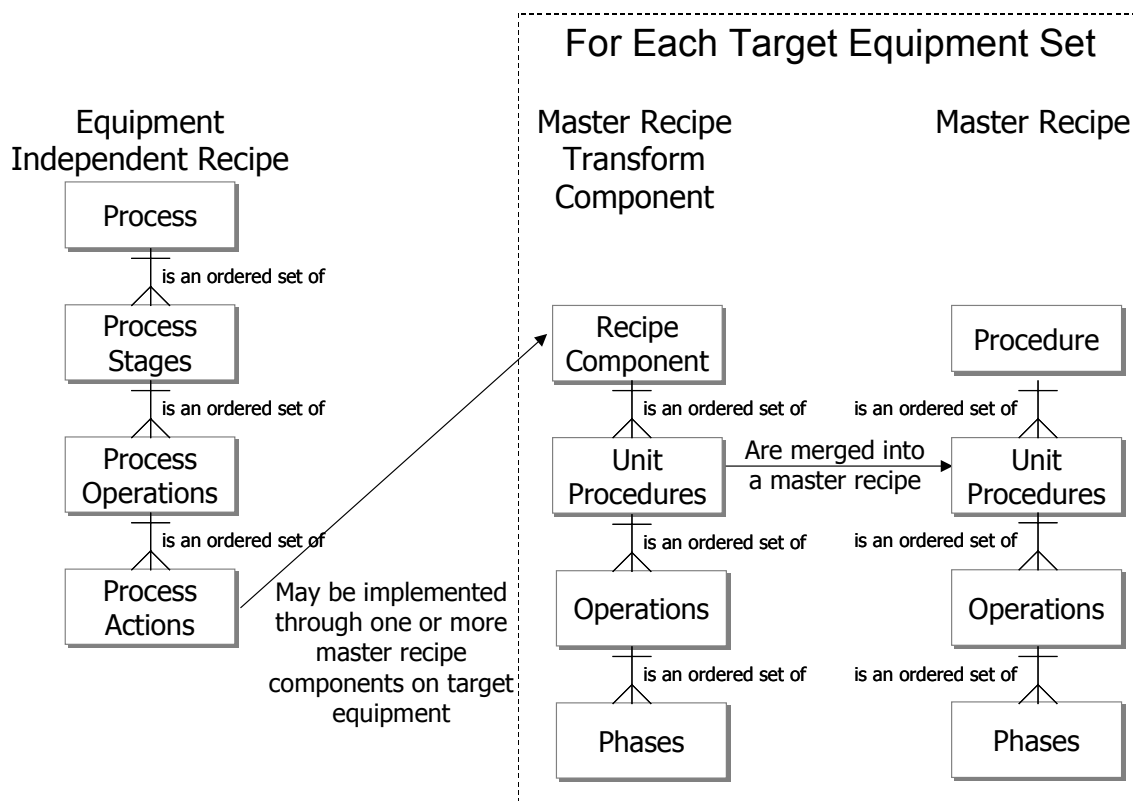 For Each Target Equipment Set
Equipment
Independent Recipe
Process
is an ordered set of
Process
Stages
is an ordered set of
Process
Operations
is an ordered set of
Process
Actions
May be implemented
through one or more
master recipe
components on target
equipment
Master Recipe
Transform
Component
Recipe
Component
is an ordered set of
Unit
Procedures
is an ordered set of
Operations
is an ordered set of
Phases
Are merged into
a master recipe
Master Recipe
Procedure
is an ordered set of
Unit
Procedures
is an ordered set of
Operations
is an ordered set of
Phases